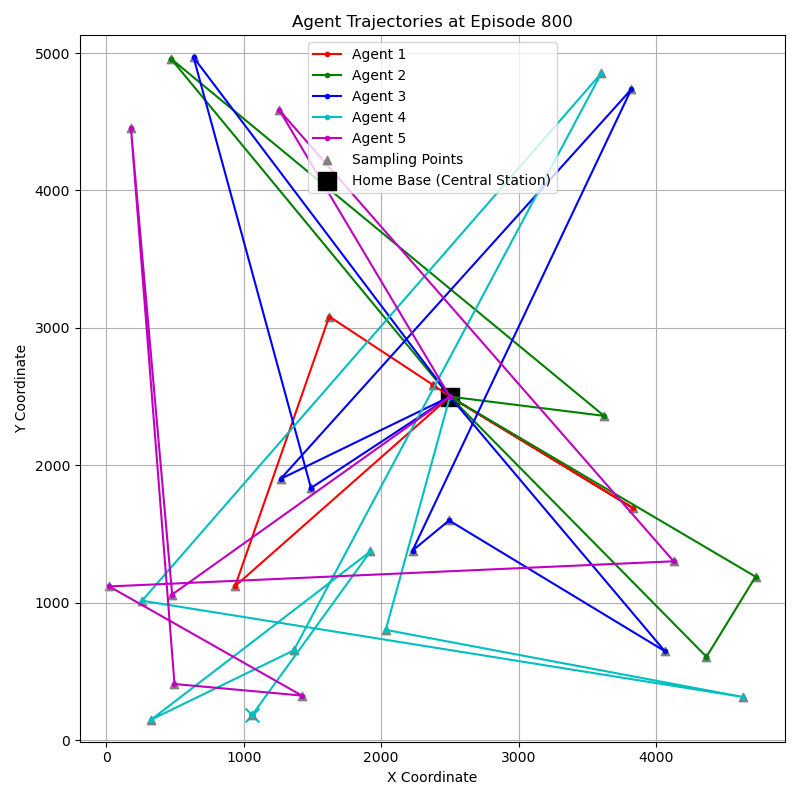 Agent Trajectories at Episode 800
Agent 1
Agent 2
Agent 3
Agent 4
Agent 5
Sampling Points
Home Base (Central Station)
Y Coordinate
5000
4000
3000
2000
1000
0
0 1000 2000 3000 4000
X Coordinate